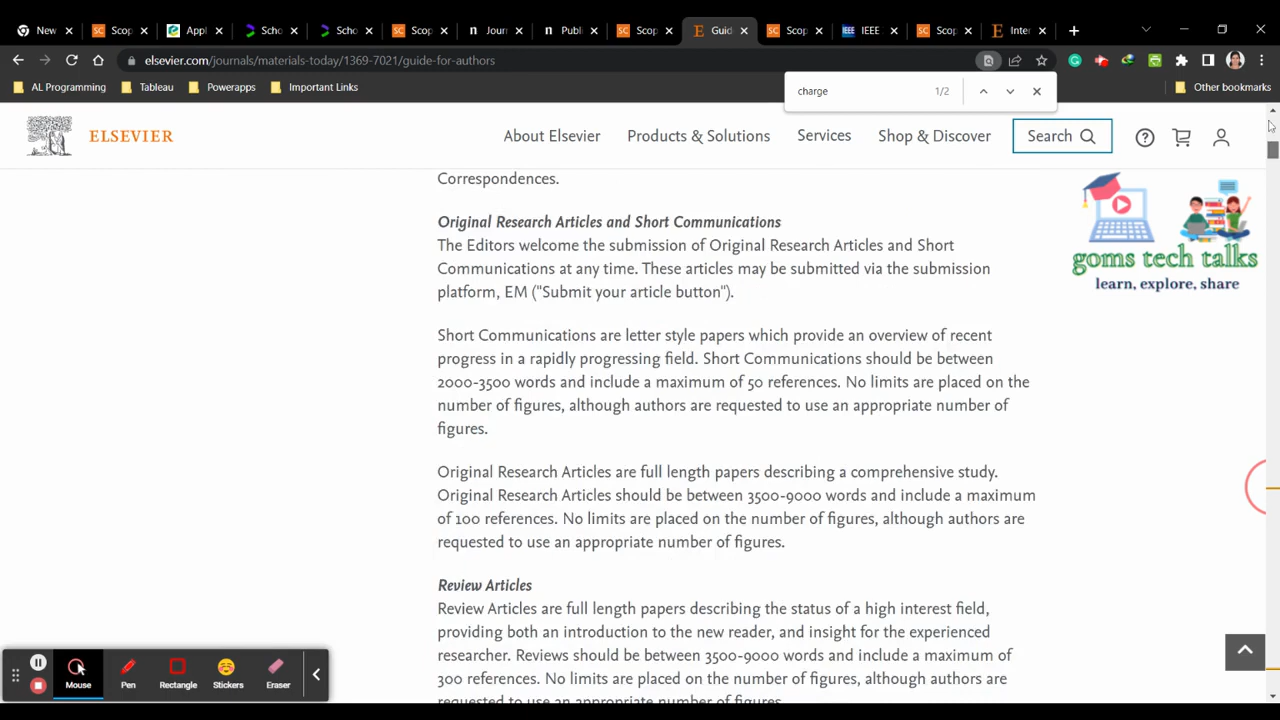 New
Scop
Appl
Scho
Scho
Scop
Journ
Publi
Scop
Guid
Scop
IEEE
Scop
Inter
elsevier.com/journals/materials-today/1369-7021/guide-for-authors
AL Programming
Tableau
Powerapps
Important Links
charge
1/2
Other bookmarks
ELSEVIER
About Elsevier
Products & Solutions
Services
Shop & Discover
Search
goms tech talks
learn, explore, share
Correspondences.
Original Research Articles and Short Communications
The Editors welcome the submission of Original Research Articles and Short
Communications at any time. These articles may be submitted via the submission
platform, EM ("Submit your article button").
Short Communications are letter style papers which provide an overview of recent
progress in a rapidly progressing field. Short Communications should be between
2000-3500 words and include a maximum of 50 references. No limits are placed on the
number of figures, although authors are requested to use an appropriate number of
figures.
Original Research Articles are full length papers describing a comprehensive study.
Original Research Articles should be between 3500-9000 words and include a maximum
of 100 references. No limits are placed on the number of figures, although authors are
requested to use an appropriate number of figures.
Review Articles
Review Articles are full length papers describing the status of a high interest field,
providing both an introduction to the new reader, and insight for the experienced
researcher. Reviews should be between 3500-9000 words and include a maximum of
300 references. No limits are placed on the number of figures, although authors are
requested to use an appropriate number of figures.
Mouse
Pen
Rectangle
Stickers
Eraser